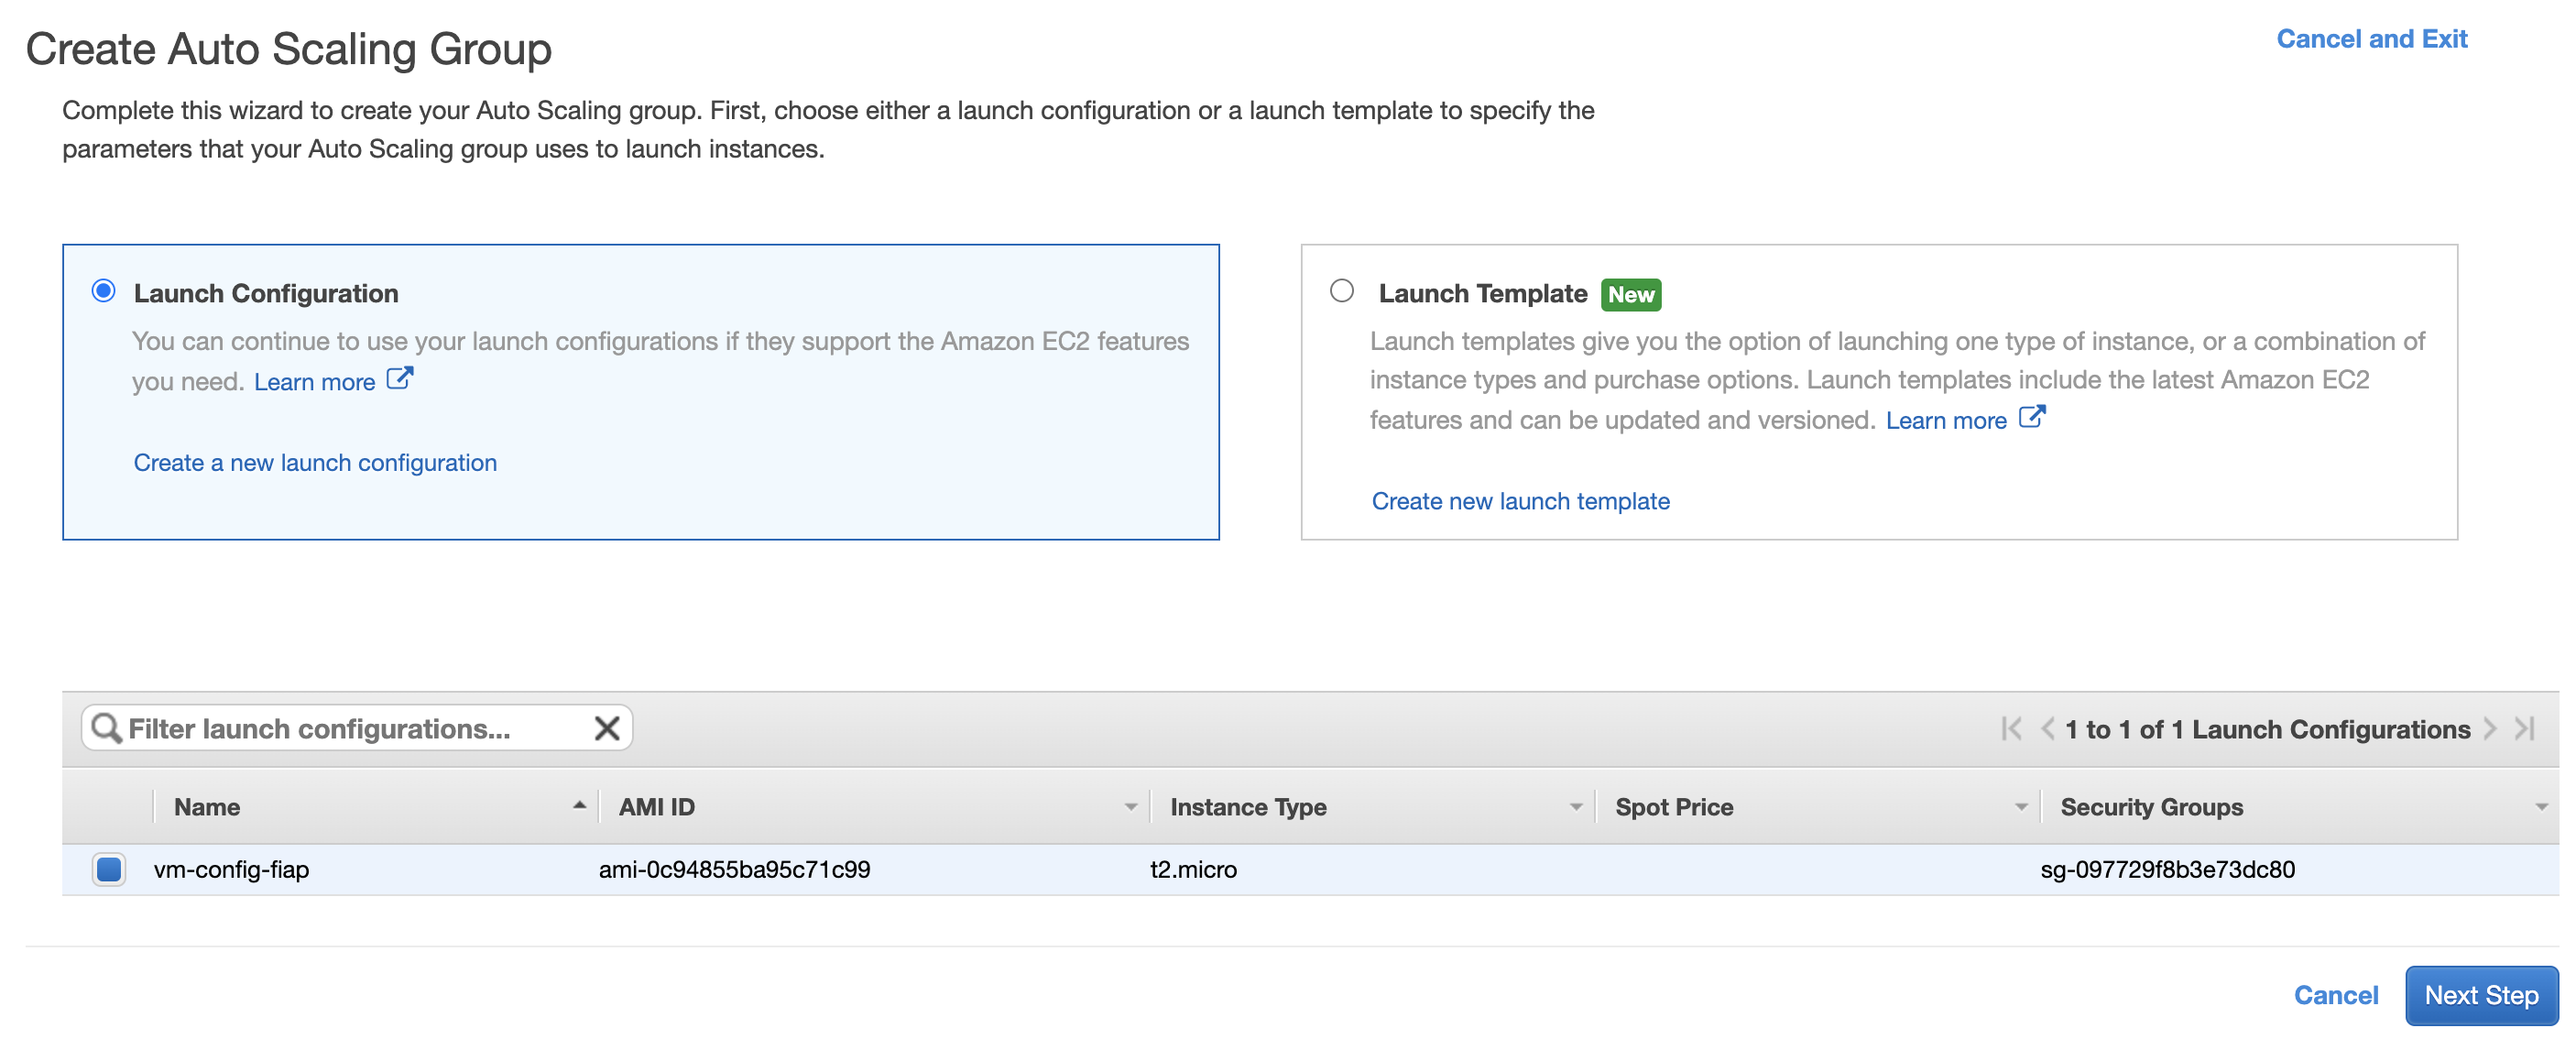 Create Auto Scaling Group
Cancel and Exit
Complete this wizard to create your Auto Scaling group. First, choose either a launch configuration or a launch template to specify the
parameters that your Auto Scaling group uses to launch instances.
Launch Configuration
You can continue to use your launch configurations if they support the Amazon EC2 features
you need. Learn more
Create a new launch configuration
Launch Template New
Launch templates give you the option of launching one type of instance, or a combination of
instance types and purchase options. Launch templates include the latest Amazon EC2
features and can be updated and versioned. Learn more
Create new launch template
Filter launch configurations...
1 to 1 of 1 Launch Configurations
Name AMI ID Instance Type Spot Price Security Groups
vm-config-fiap ami-0c94855ba95c71c99 t2.micro sg-097729f8b3e73dc80
Cancel Next Step